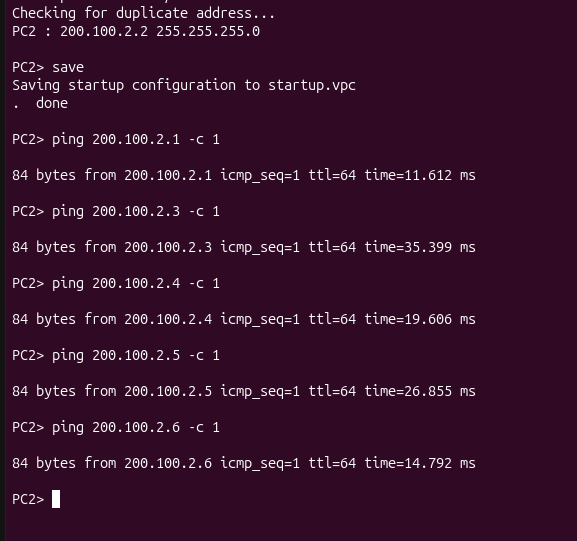 Checking for duplicate address...
PC2 : 200.100.2.2 255.255.255.0
PC2> save
Saving startup configuration to startup.vpc
.  done
PC2> ping 200.100.2.1 -c 1
84 bytes from 200.100.2.1 icmp_seq=1 ttl=64 time=11.612 ms
PC2> ping 200.100.2.3 -c 1
84 bytes from 200.100.2.3 icmp_seq=1 ttl=64 time=35.399 ms
PC2> ping 200.100.2.4 -c 1
84 bytes from 200.100.2.4 icmp_seq=1 ttl=64 time=19.606 ms
PC2> ping 200.100.2.5 -c 1
84 bytes from 200.100.2.5 icmp_seq=1 ttl=64 time=26.855 ms
PC2> ping 200.100.2.6 -c 1
84 bytes from 200.100.2.6 icmp_seq=1 ttl=64 time=14.792 ms
PC2>